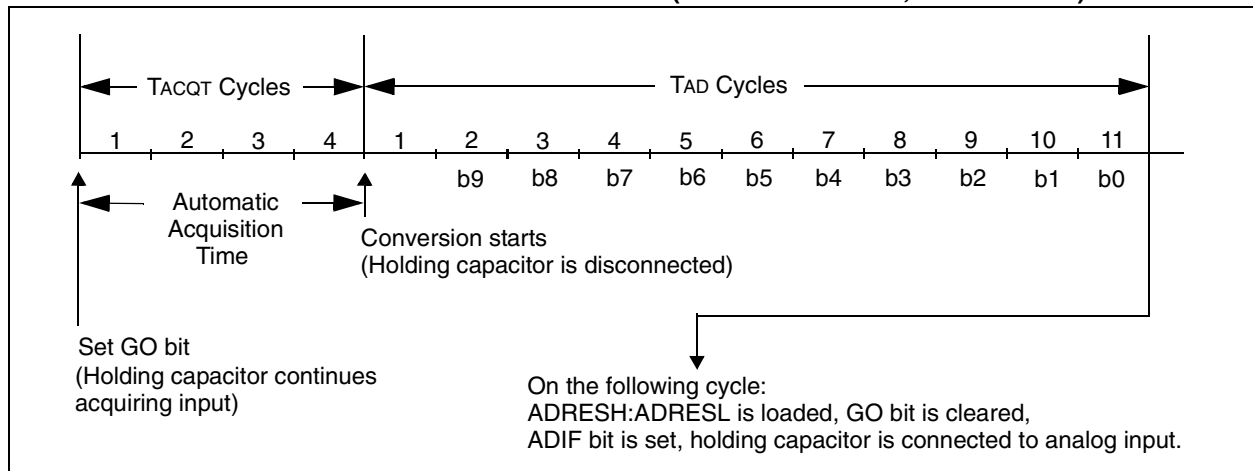 TACQT Cycles
TAD Cycles
1 2 3 4 1 2 3 4 5 6 7 8 9 10 11
b9 b8 b7 b6 b5 b4 b3 b2 b1 b0
Automatic
Acquisition
Time
Conversion starts
(Holding capacitor is disconnected)
Set GO bit
(Holding capacitor continues
acquiring input)
On the following cycle:
ADRESH:ADRESL is loaded, GO bit is cleared,
ADIF bit is set, holding capacitor is connected to analog input.